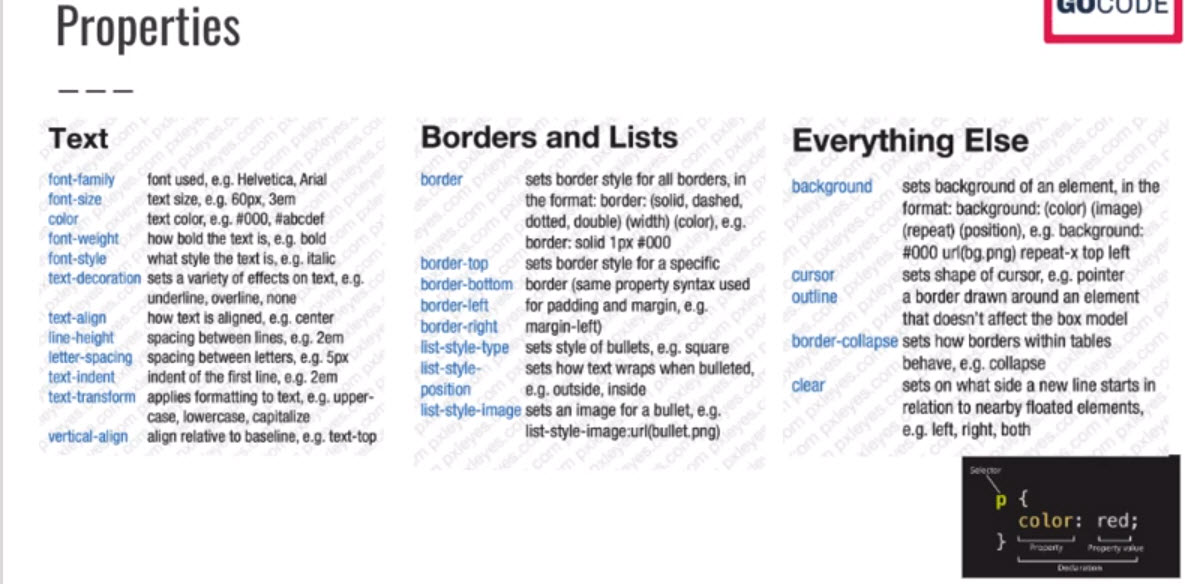 Properties
GOCODE
Text
font-family font used, e.g. Helvetica, Arial
font-size text size, e.g. 60px, 3em
color text color, e.g. #000, #abcdef
font-weight how bold the text is, e.g. bold
font-style what style the text is, e.g. italic
text-decoration sets a variety of effects on text, e.g.
underline, overline, none
text-align how text is aligned, e.g. center
line-height spacing between lines, e.g. 2em
letter-spacing spacing between letters, e.g. 5px
text-indent indent of the first line, e.g. 2em
text-transform applies formatting to text, e.g. upper-
case, lowercase, capitalize
vertical-align align relative to baseline, e.g. text-top
Borders and Lists
border sets border style for all borders, in
the format: border: (solid, dashed,
dotted, double) (width) (color), e.g.
border: solid 1px #000
border-top sets border style for a specific
border-bottom border (same property syntax used
border-left for padding and margin, e.g.
border-right margin-left)
list-style-type sets style of bullets, e.g. square
list-style- sets how text wraps when bulleted,
position e.g. outside, inside
list-style-image sets an image for a bullet, e.g.
list-style-image:url(bullet.png)
Everything Else
background sets background of an element, in the
format: background: (color) (image)
(repeat) (position), e.g. background:
#000 url(bg.png) repeat-x top left
cursor sets shape of cursor, e.g. pointer
outline a border drawn around an element
that doesn't affect the box model
border-collapse sets how borders within tables
behave, e.g. collapse
clear sets on what side a new line starts in
relation to nearby floated elements,
e.g. left, right, both
Selector
p {
color: red;
}
Property Property value
Declaration